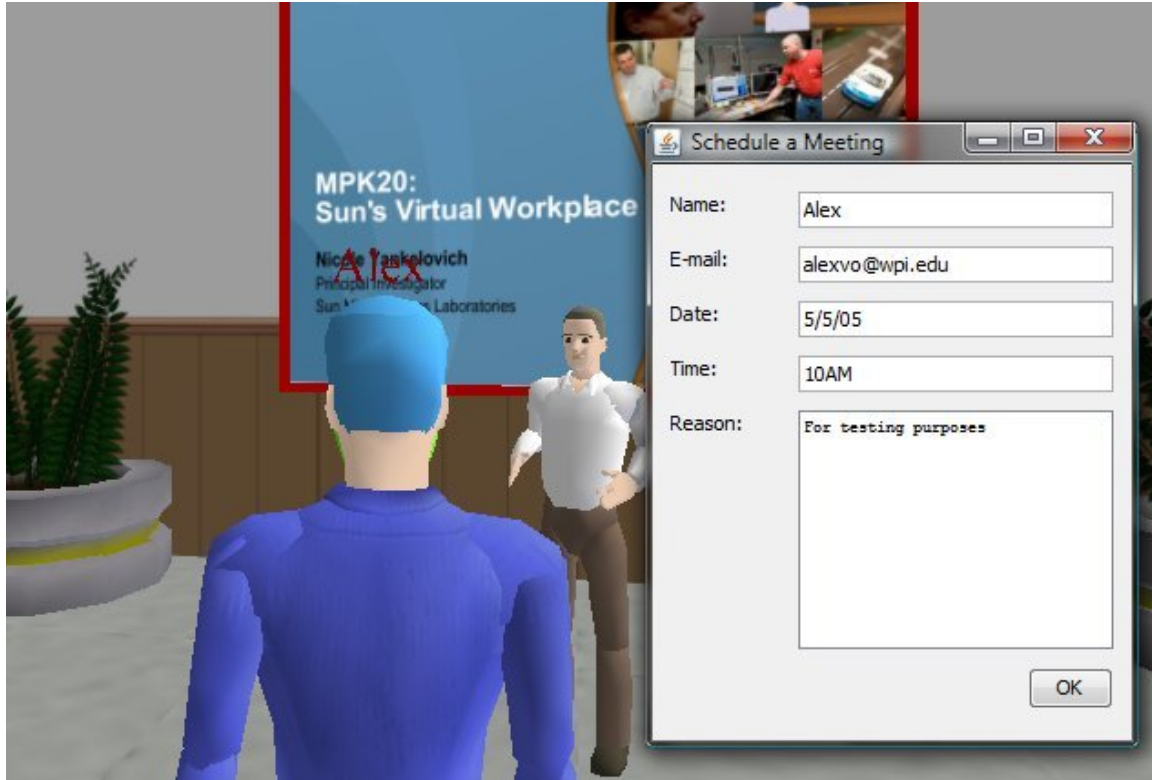 MPK20:
Sun's Virtual Workplace
Alex
Principal Investigator
Sun Laboratories
Schedule a Meeting
Name: Alex
E-mail: alexvo@wpi.edu
Date: 5/5/05
Time: 10AM
Reason: For testing purposes
OK